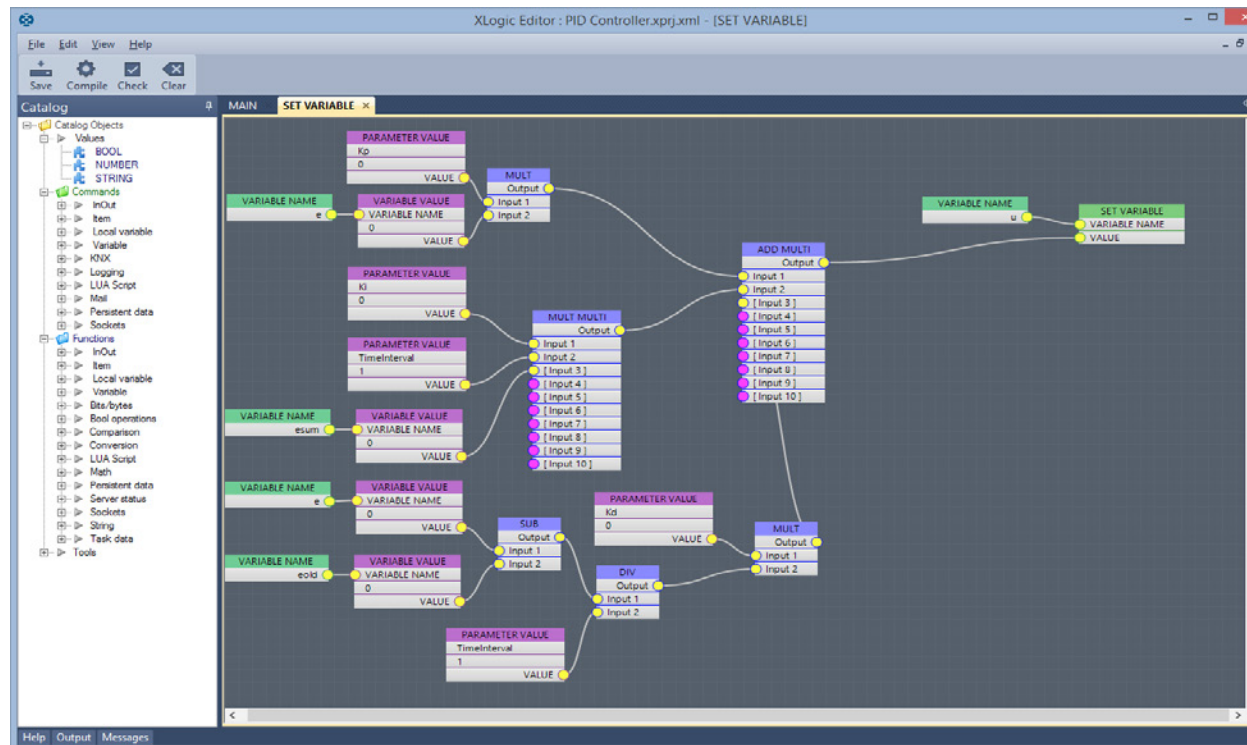 XLogic Editor : PID Controller.xprj.xml - [SET VARIABLE]
File Edit View Help
Save Compile Check Clear
Catalog
Catalog Objects
Values
BOOL
NUMBER
STRING
Commands
InOut
Item
Local variable
Variable
KNX
Logging
LUA Script
Mail
Persistent data
Sockets
Functions
InOut
Item
Local variable
Variable
Bits/bytes
Bool operations
Comparison
Conversion
LUA Script
Math
Persistent data
Server status
Sockets
String
Task data
Tools
MAIN SET VARIABLE
PARAMETER VALUE
Kp
0
VALUE
VARIABLE NAME
e
VARIABLE VALUE
VARIABLE NAME
0
VALUE
MULT
Output
Input 1
Input 2
PARAMETER VALUE
Ki
0
VALUE
PARAMETER VALUE
TimeInterval
1
VALUE
VARIABLE NAME
esum
VARIABLE VALUE
VARIABLE NAME
0
VALUE
MULT MULTI
Output
Input 1
Input 2
[ Input 3 ]
[ Input 4 ]
[ Input 5 ]
[ Input 6 ]
[ Input 7 ]
[ Input 8 ]
[ Input 9 ]
[ Input 10 ]
VARIABLE NAME
e
VARIABLE VALUE
VARIABLE NAME
0
VALUE
VARIABLE NAME
eold
VARIABLE VALUE
VARIABLE NAME
0
VALUE
SUB
Output
Input 1
Input 2
PARAMETER VALUE
TimeInterval
1
VALUE
DIV
Output
Input 1
Input 2
PARAMETER VALUE
Kd
0
VALUE
MULT
Output
Input 1
Input 2
ADD MULTI
Output
Input 1
Input 2
[ Input 3 ]
[ Input 4 ]
[ Input 5 ]
[ Input 6 ]
[ Input 7 ]
[ Input 8 ]
[ Input 9 ]
[ Input 10 ]
VARIABLE NAME
u
SET VARIABLE
VARIABLE NAME
VALUE
Help Output Messages